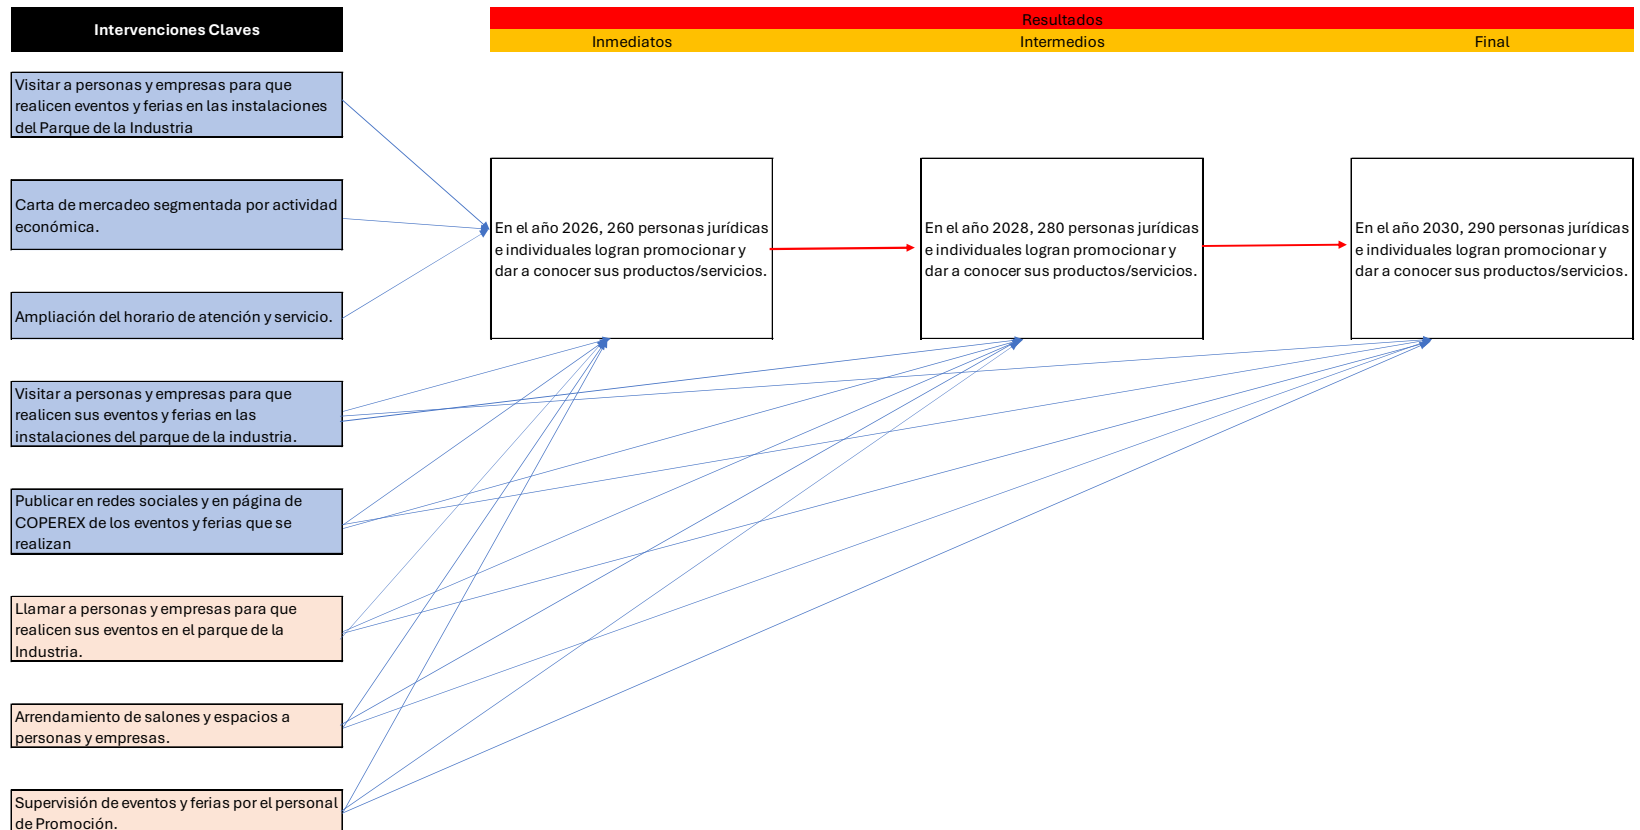 Intervenciones Claves
Resultados
Inmediatos
Intermedios
Final
Visitar a personas y empresas para que
realicen eventos y ferias en las instalaciones
del Parque de la Industria
Carta de mercadeo segmentada por actividad
económica.
Ampliación del horario de atención y servicio.
Visitar a personas y empresas para que
realicen sus eventos y ferias en las
instalaciones del parque de la industria.
Publicar en redes sociales y en página de
COPEREX de los eventos y ferias que se
realizan
Llamar a personas y empresas para que
realicen sus eventos en el parque de la
Industria.
Arrendamiento de salones y espacios a
personas y empresas.
Supervisión de eventos y ferias por el personal
de Promoción.
En el año 2026, 260 personas jurídicas
e individuales logran promocionar y
dar a conocer sus productos/servicios.
En el año 2028, 280 personas jurídicas
e individuales logran promocionar y
dar a conocer sus productos/servicios.
En el año 2030, 290 personas jurídicas
e individuales logran promocionar y
dar a conocer sus productos/servicios.